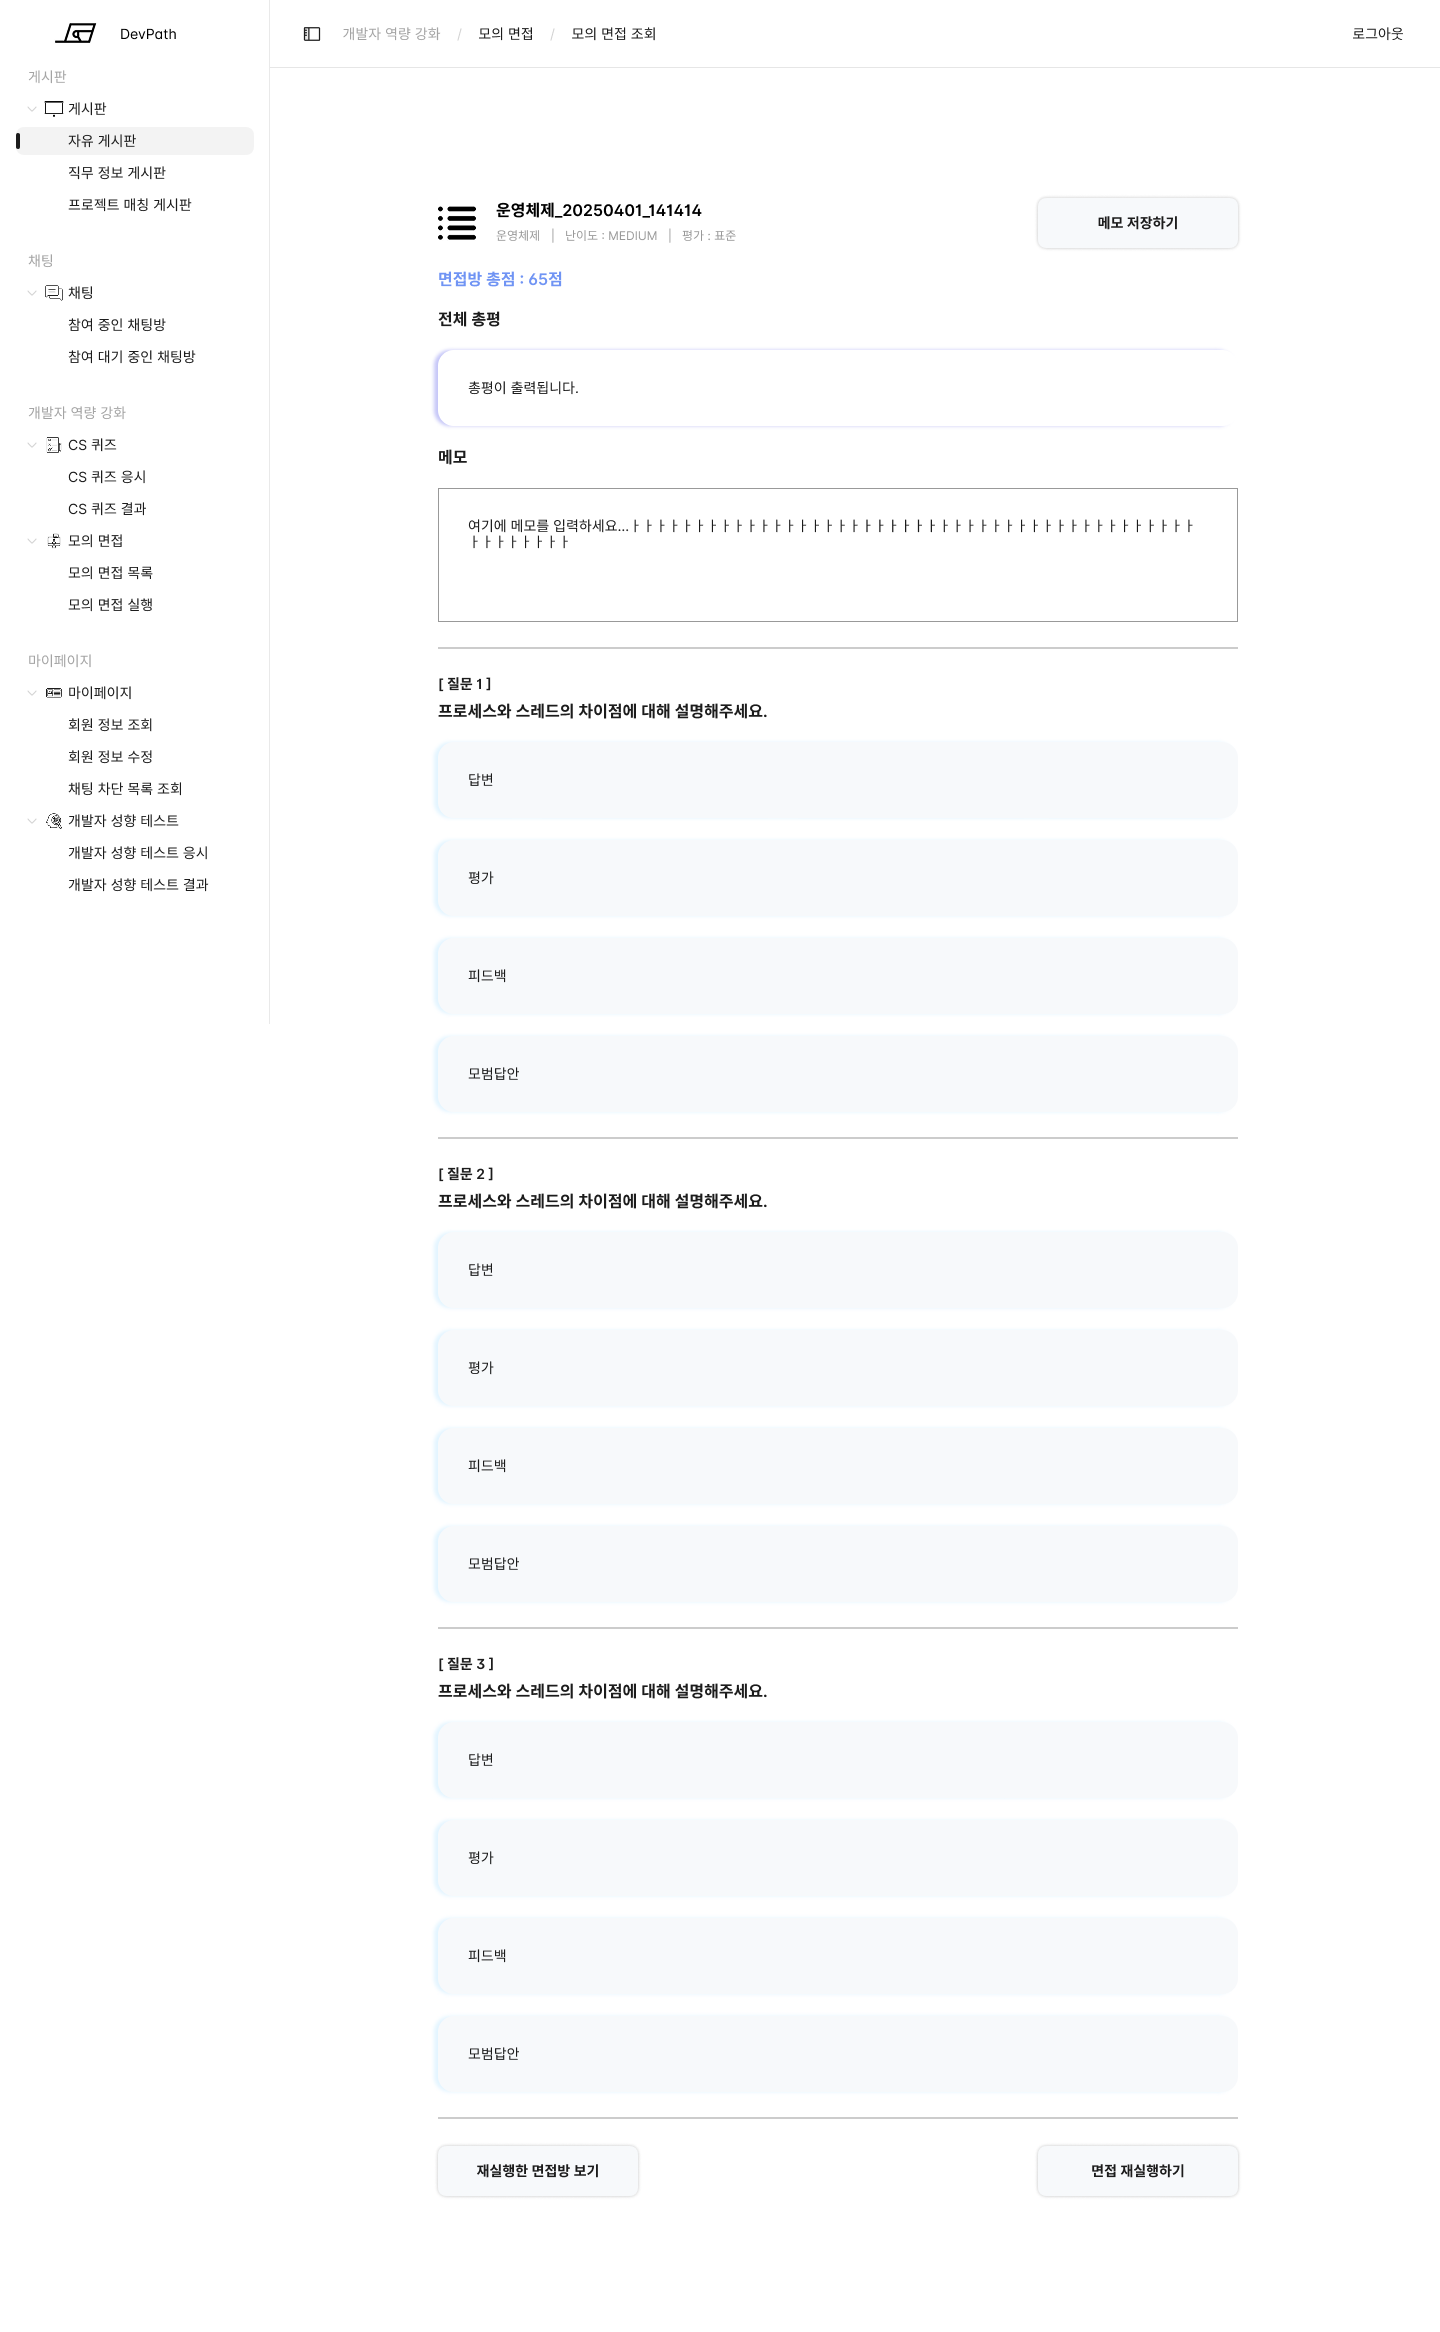 DevPath
개발자 역량 강화 / 모의 면접 / 모의 면접 조회
로그아웃
게시판
게시판
자유 게시판
직무 정보 게시판
프로젝트 매칭 게시판
채팅
채팅
참여 중인 채팅방
참여 대기 중인 채팅방
개발자 역량 강화
CS 퀴즈
CS 퀴즈 응시
CS 퀴즈 결과
모의 면접
모의 면접 목록
모의 면접 실행
마이페이지
마이페이지
회원 정보 조회
회원 정보 수정
채팅 차단 목록 조회
개발자 성향 테스트
개발자 성향 테스트 응시
개발자 성향 테스트 결과
운영체제_20250401_141414
운영체제 | 난이도 : MEDIUM | 평가 : 표준
메모 저장하기
면접방 총점 : 65점
전체 총평
총평이 출력됩니다.
메모
여기에 메모를 입력하세요...ㅏㅏㅏㅏㅏㅏㅏㅏㅏㅏㅏㅏㅏㅏㅏㅏㅏㅏㅏㅏㅏㅏㅏㅏㅏㅏㅏㅏㅏㅏㅏㅏㅏㅏㅏㅏㅏㅏㅏㅏㅏㅏㅏㅏ
ㅏㅏㅏㅏㅏㅏㅏㅏ
[ 질문 1 ]
프로세스와 스레드의 차이점에 대해 설명해주세요.
답변
평가
피드백
모범답안
[ 질문 2 ]
프로세스와 스레드의 차이점에 대해 설명해주세요.
답변
평가
피드백
모범답안
[ 질문 3 ]
프로세스와 스레드의 차이점에 대해 설명해주세요.
답변
평가
피드백
모범답안
재실행한 면접방 보기
면접 재실행하기